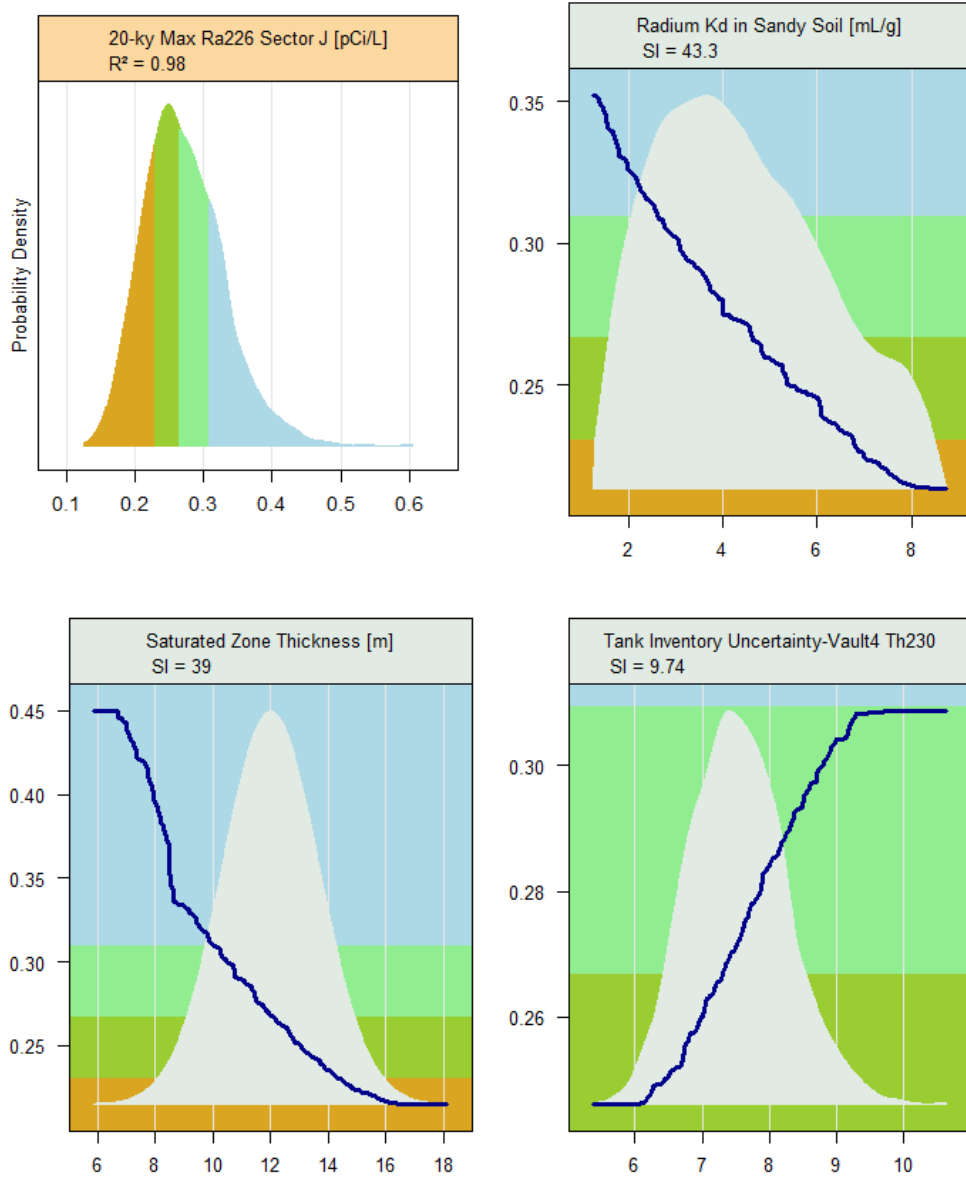 20-ky Max Ra226 Sector J [pCi/L]
R² = 0.98
Probability Density
0.1 0.2 0.3 0.4 0.5 0.6
Radium Kd in Sandy Soil [mL/g]
SI = 43.3
0.35
0.30
0.25
2 4 6 8
Saturated Zone Thickness [m]
SI = 39
0.45
0.40
0.35
0.30
0.25
6 8 10 12 14 16 18
Tank Inventory Uncertainty-Vault4 Th230
SI = 9.74
0.30
0.28
0.26
6 7 8 9 10